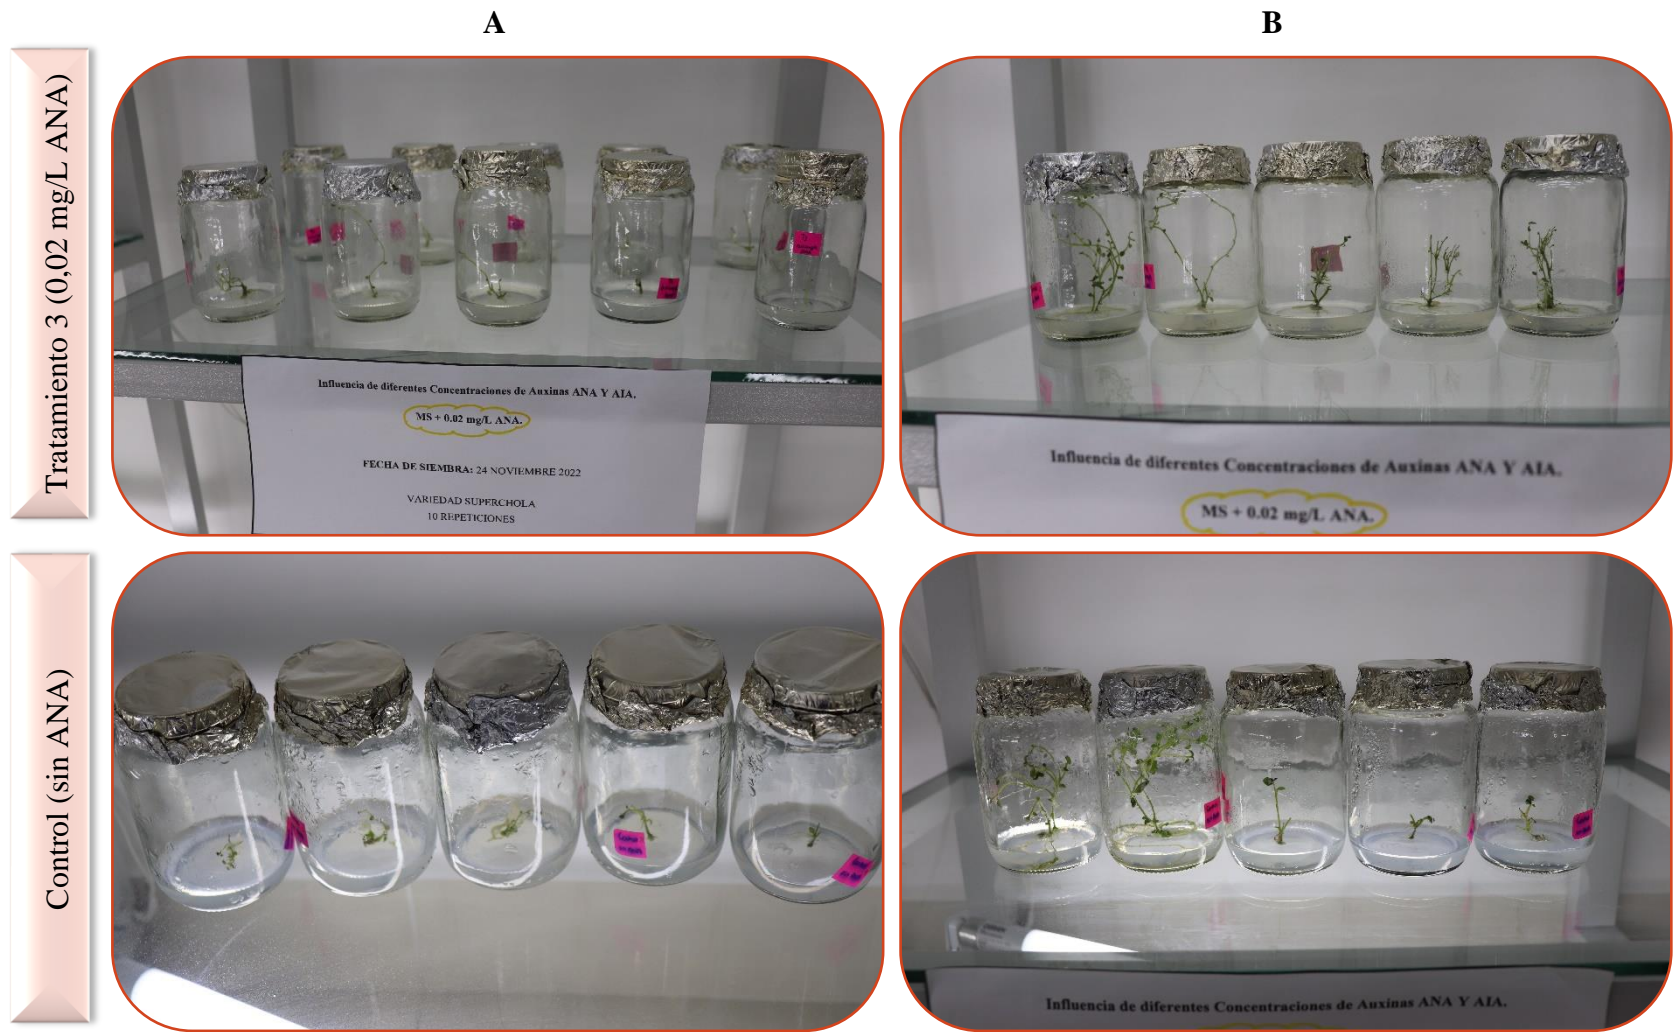 A
B
Tratamiento 3 (0,02 mg/L ANA)
Influencia de diferentes Concentraciones de Auxinas ANA Y AIA.
MS + 0.02 mg/L ANA.
FECHA DE SIEMBRA: 24 NOVIEMBRE 2022
VARIEDAD SUPERCHOLA
10 REPETICIONES
Influencia de diferentes Concentraciones de Auxinas ANA Y AIA.
MS + 0.02 mg/L ANA.
Control (sin ANA)
Influencia de diferentes Concentraciones de Auxinas ANA Y AIA.